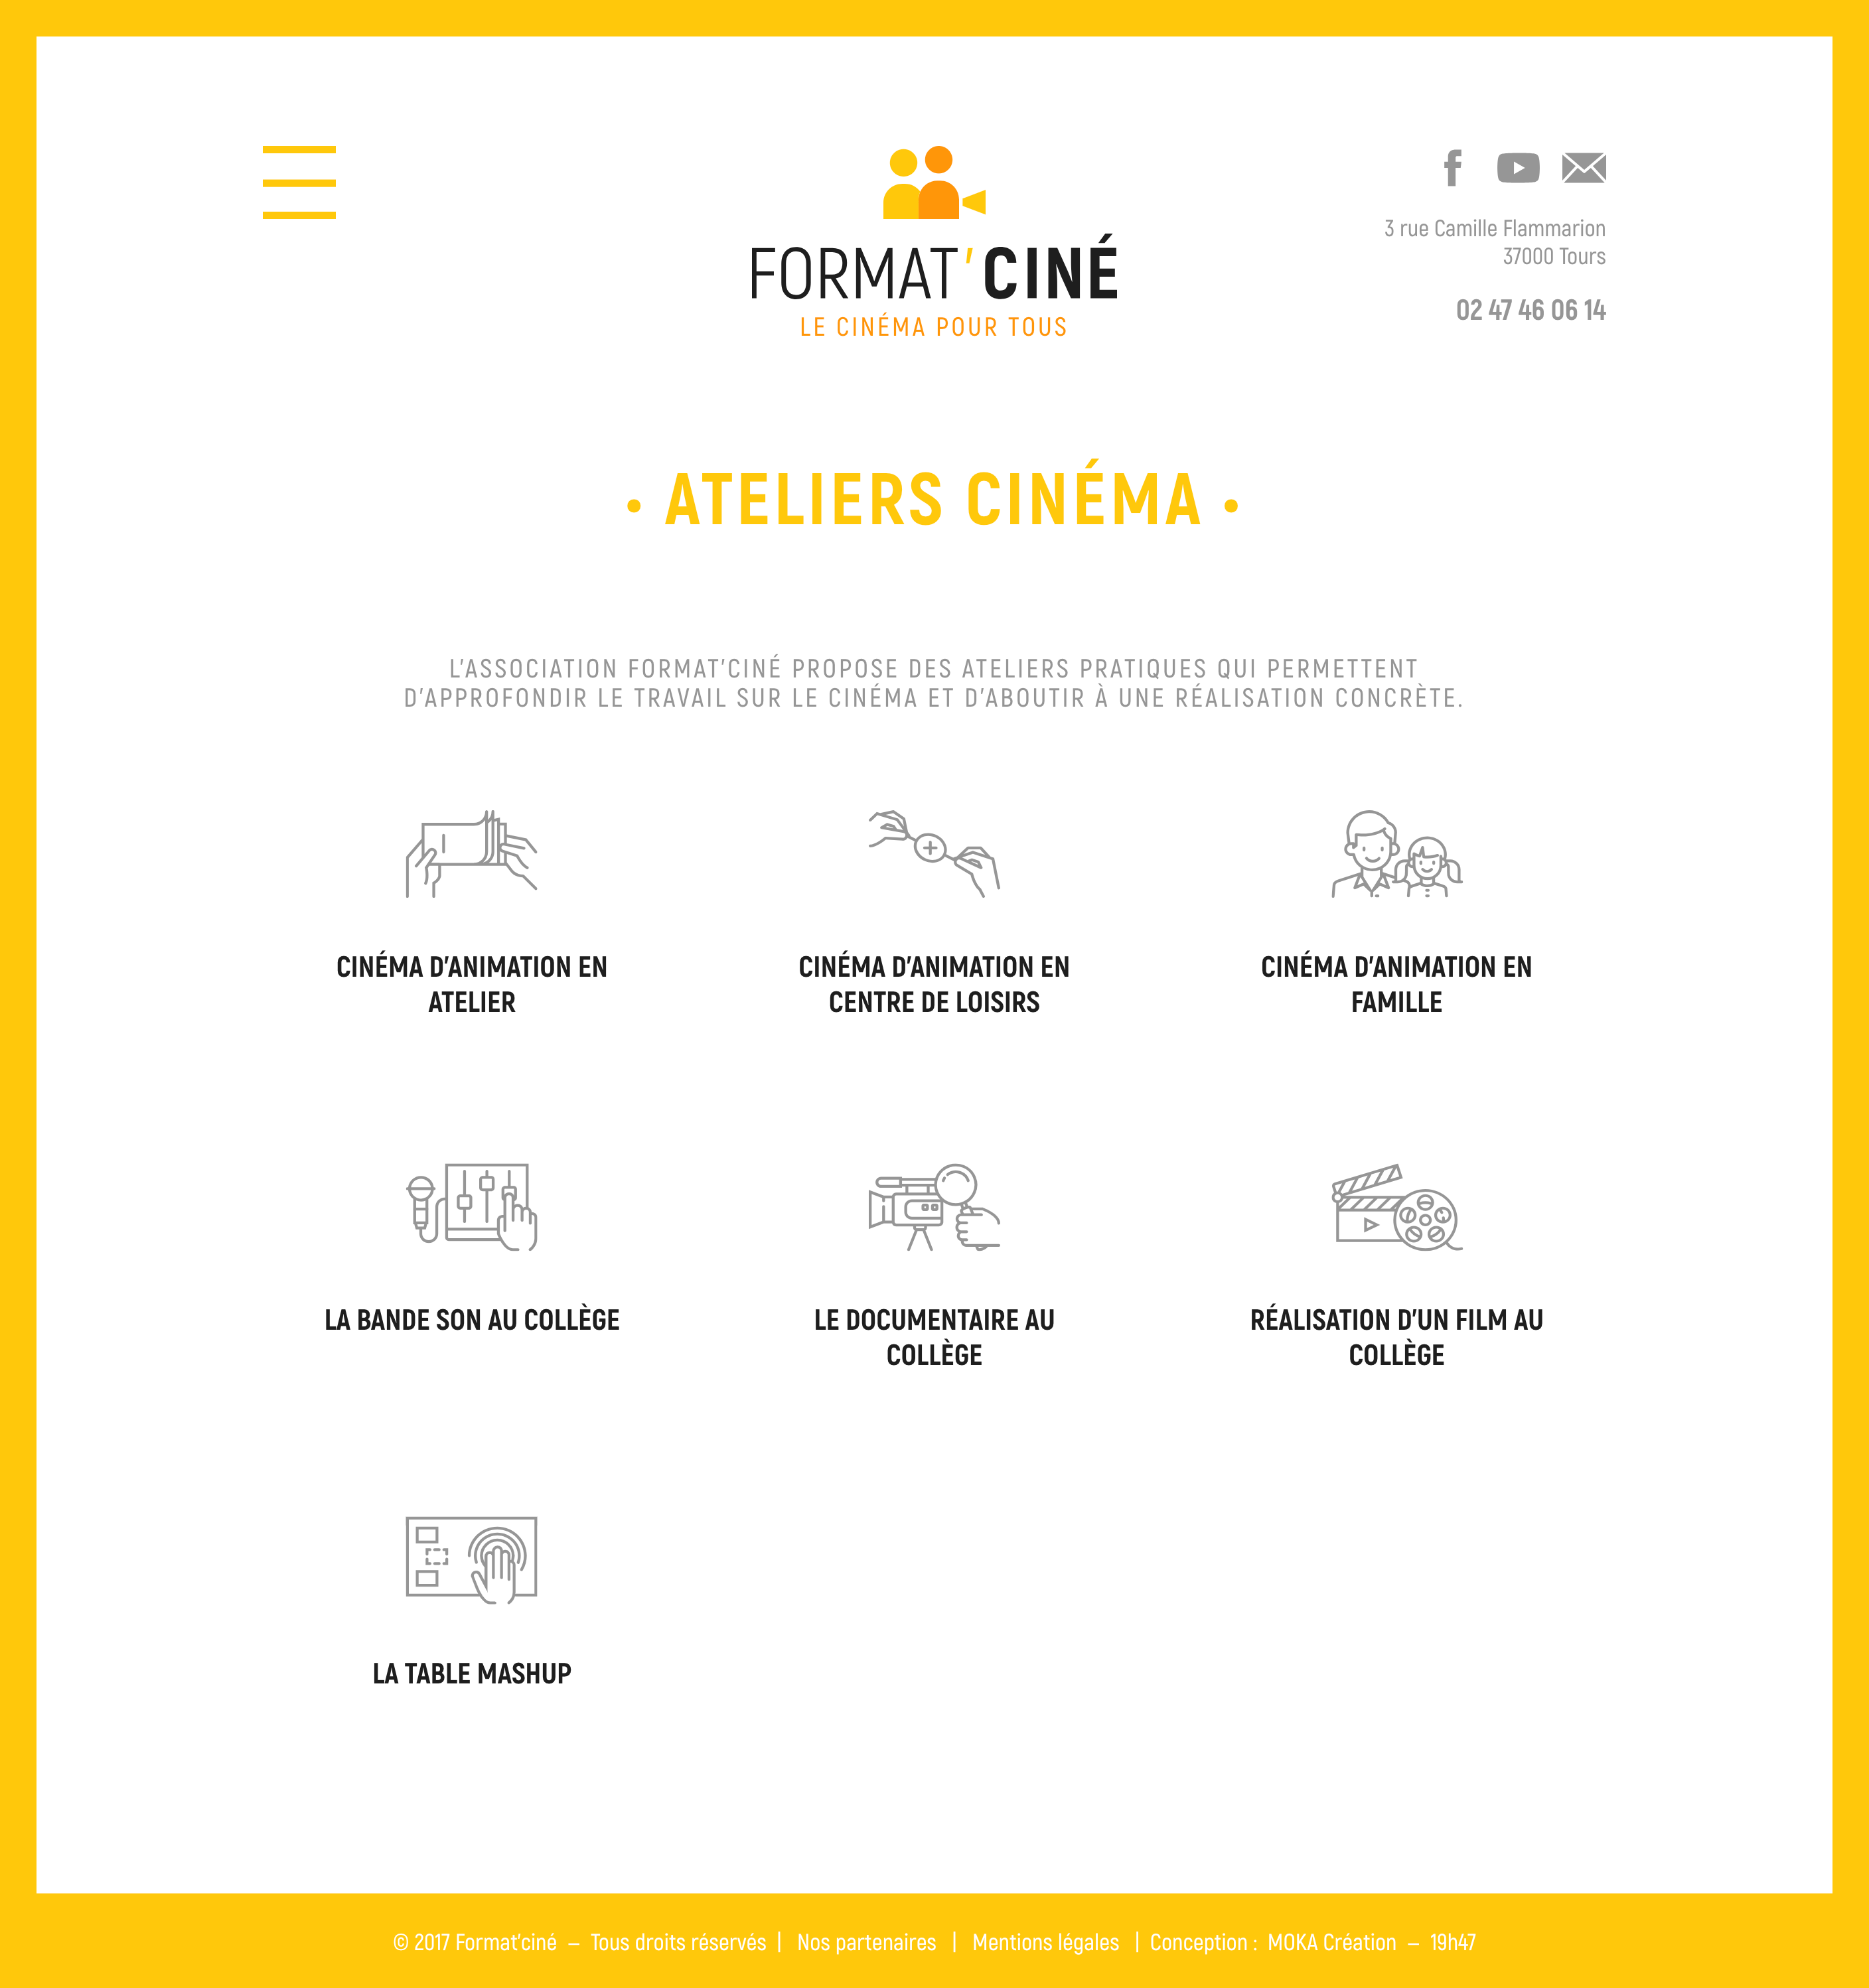 FORMAT'CINÉ
LE CINÉMA POUR TOUS
3 rue Camille Flammarion
37000 Tours
02 47 46 06 14
• ATELIERS CINÉMA •
L'ASSOCIATION FORMAT'CINÉ PROPOSE DES ATELIERS PRATIQUES QUI PERMETTENT
D'APPROFONDIR LE TRAVAIL SUR LE CINÉMA ET D'ABOUTIR À UNE RÉALISATION CONCRÈTE.
CINÉMA D'ANIMATION EN
ATELIER
CINÉMA D'ANIMATION EN
CENTRE DE LOISIRS
CINÉMA D'ANIMATION EN
FAMILLE
LA BANDE SON AU COLLÈGE
LE DOCUMENTAIRE AU
COLLÈGE
RÉALISATION D'UN FILM AU
COLLÈGE
LA TABLE MASHUP
© 2017 Format'ciné – Tous droits réservés | Nos partenaires | Mentions légales | Conception : MOKA Création – 19h47